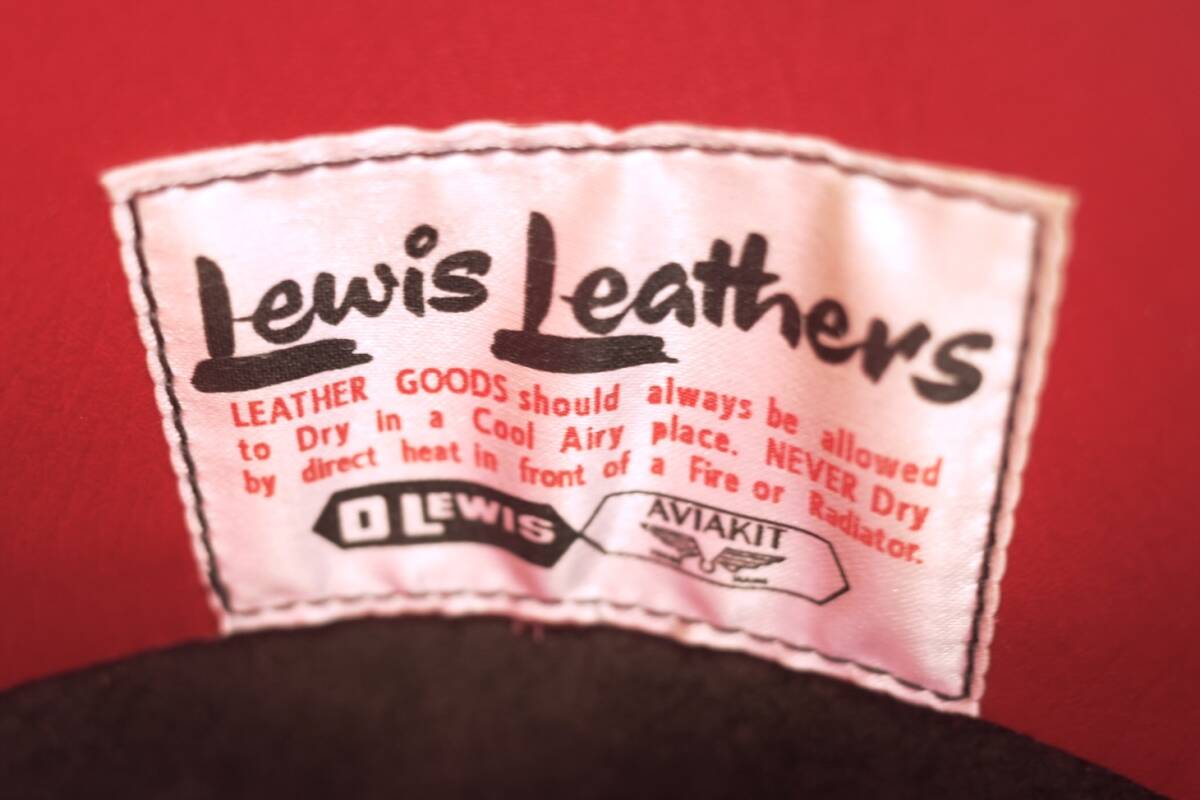 Lewis Leathers
LEATHER GOODS should always be allowed
to Dry in a Cool Airy place. NEVER Dry
by direct heat in front of a Fire or Radiator.
D LEWIS
AVIAKIT